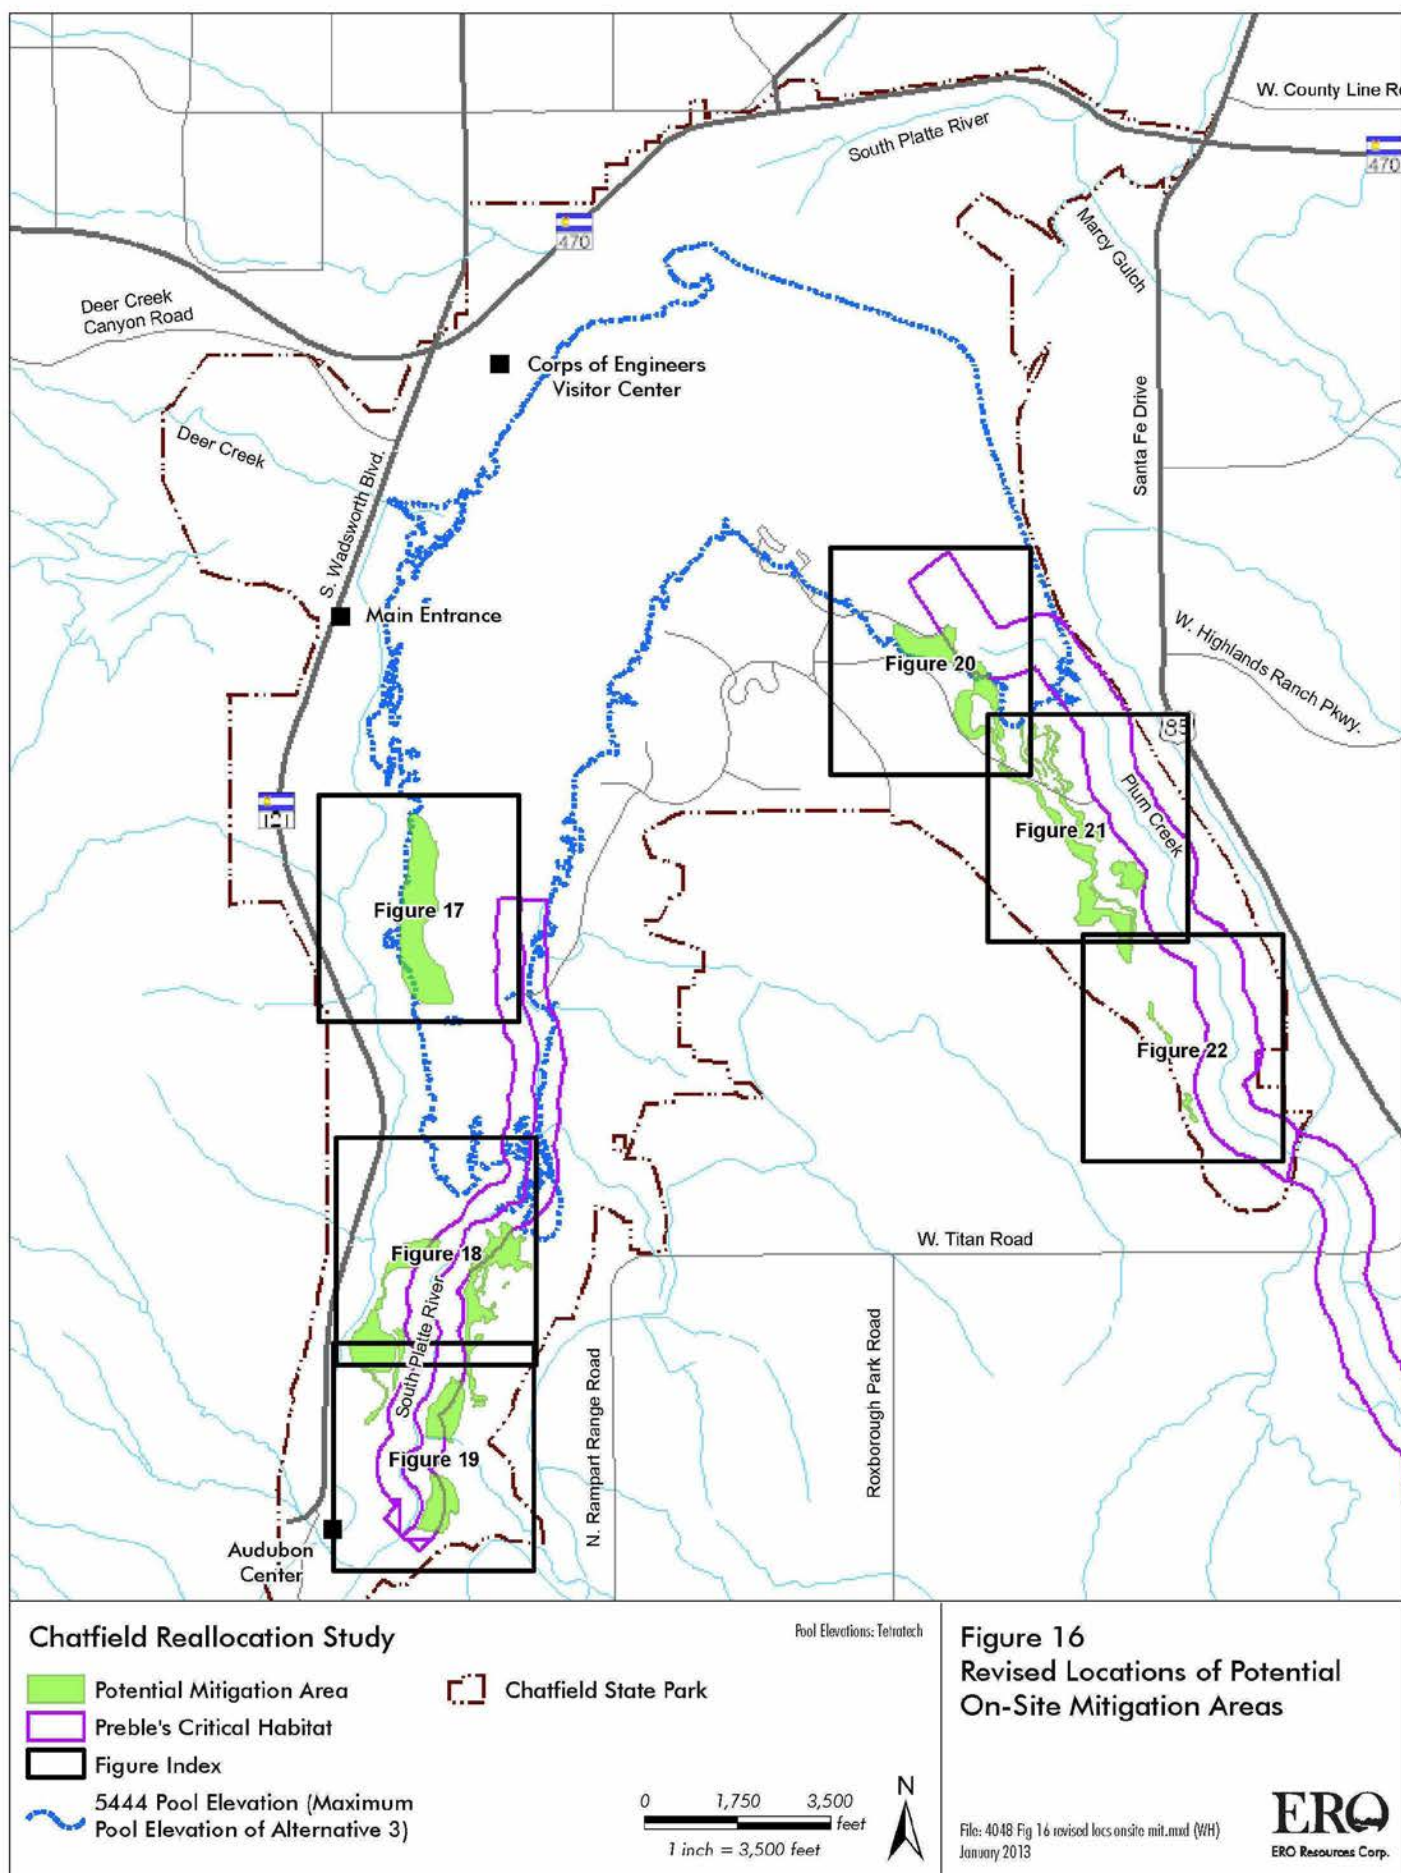 W. County Line R
South Platte River
470
Marcy Gulch
470
Deer Creek
Canyon Road
Corps of Engineers
Visitor Center
Santa Fe Drive
Deer Creek
S. Wadsworth Blvd.
Main Entrance
W. Highlands Ranch Pkwy.
Figure 20
85
Plum Creek
121
Figure 21
Figure 17
Figure 22
W. Titan Road
Figure 18
South Platte River
N. Rampart Range Road
Roxborough Park Road
Figure 19
Audubon
Center
Chatfield Reallocation Study
Pool Elevations: Tetratech
Potential Mitigation Area
Chatfield State Park
Preble's Critical Habitat
Figure Index
5444 Pool Elevation (Maximum
Pool Elevation of Alternative 3)
0 1,750 3,500
feet
1 inch = 3,500 feet
N
Figure 16
Revised Locations of Potential
On-Site Mitigation Areas
File: 4048 Fig 16 revised locs onsite mit.mxd (WH)
January 2013
ERO
ERO Resources Corp.